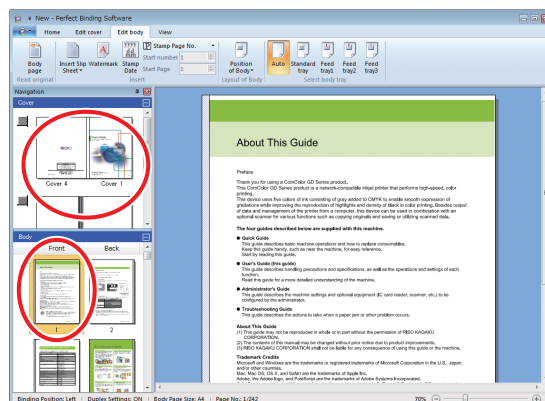 New - Perfect Binding Software
Home Edit cover Edit body View
Body page
Insert Slip Sheet
Watermark
Stamp Date
Stamp Page No.
Start number 1
Start Page 1
Position of Body
Auto
Standard tray
Feed tray1
Feed tray2
Feed tray3
Read original Insert Layout of Body Select body tray
Navigation
Cover
Cover 4 Cover 1
Body
Front Back
1 2
About This Guide
Preface
Thank you for using a ComColor GD Series product.
This ComColor GD Series product is a network-compatible inkjet printer that performs high-speed, color
printing.
This device uses five colors of ink consisting of gray added to CMYK to enable smooth expression of
gradations while improving the reproduction of highlights and density of black in color printing. Besides output
of data and management of the printer from a computer, this device can be used in combination with an
optional scanner for various functions such as copying originals and saving or utilizing scanned data.
The four guides described below are supplied with this machine.
● Quick Guide
This guide describes basic machine operations and how to replace consumables.
Keep this guide handy, such as near the machine, for easy reference.
Start by reading this guide.
● User's Guide (this guide)
This guide describes handling precautions and specifications, as well as the operations and settings of each
function.
Read this guide for a more detailed understanding of the machine.
● Administrator's Guide
This guide describes the machine settings and optional equipment (IC card reader, scanner, etc.) to be
configured by the administrator.
● Troubleshooting Guide
This guide describes the actions to take when a paper jam or other problem occurs.
About This Guide
(1) This guide may not be reproduced in whole or in part without the permission of RISO KAGAKU
CORPORATION.
(2) The contents of this manual may be changed without prior notice due to product improvements.
(3) RISO KAGAKU CORPORATION shall not be liable for any consequence of using this guide or the machine.
Trademark Credits
Microsoft and Windows are the trademarks or registered trademarks of Microsoft Corporation in the U.S., Japan,
and/or other countries.
Mac, Mac OS, OS X, and Safari are the trademarks of Apple Inc.
Adobe, the Adobe logo, and PostScript are the trademarks of Adobe Systems Incorporated.
Binding Position: Left Duplex Settings: ON Body Page Size: A4 Page No.: 1/242 70%